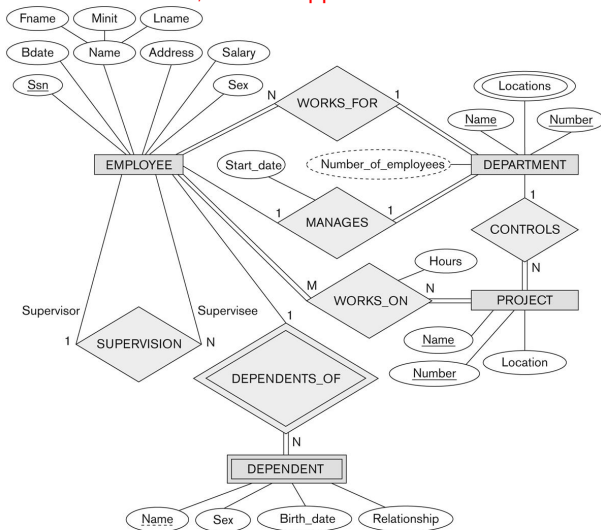 Fname Minit Lname
Bdate Name Address Salary
Ssn Sex
Locations
Name Number
N WORKS_FOR 1
EMPLOYEE
Start_date
Number_of_employees
DEPARTMENT
1 MANAGES 1
1
CONTROLS
N
Hours
M WORKS_ON N
PROJECT
Name
Number
Location
Supervisor Supervisee
1 SUPERVISION N
1
DEPENDENTS_OF
N
DEPENDENT
Name Sex Birth_date Relationship